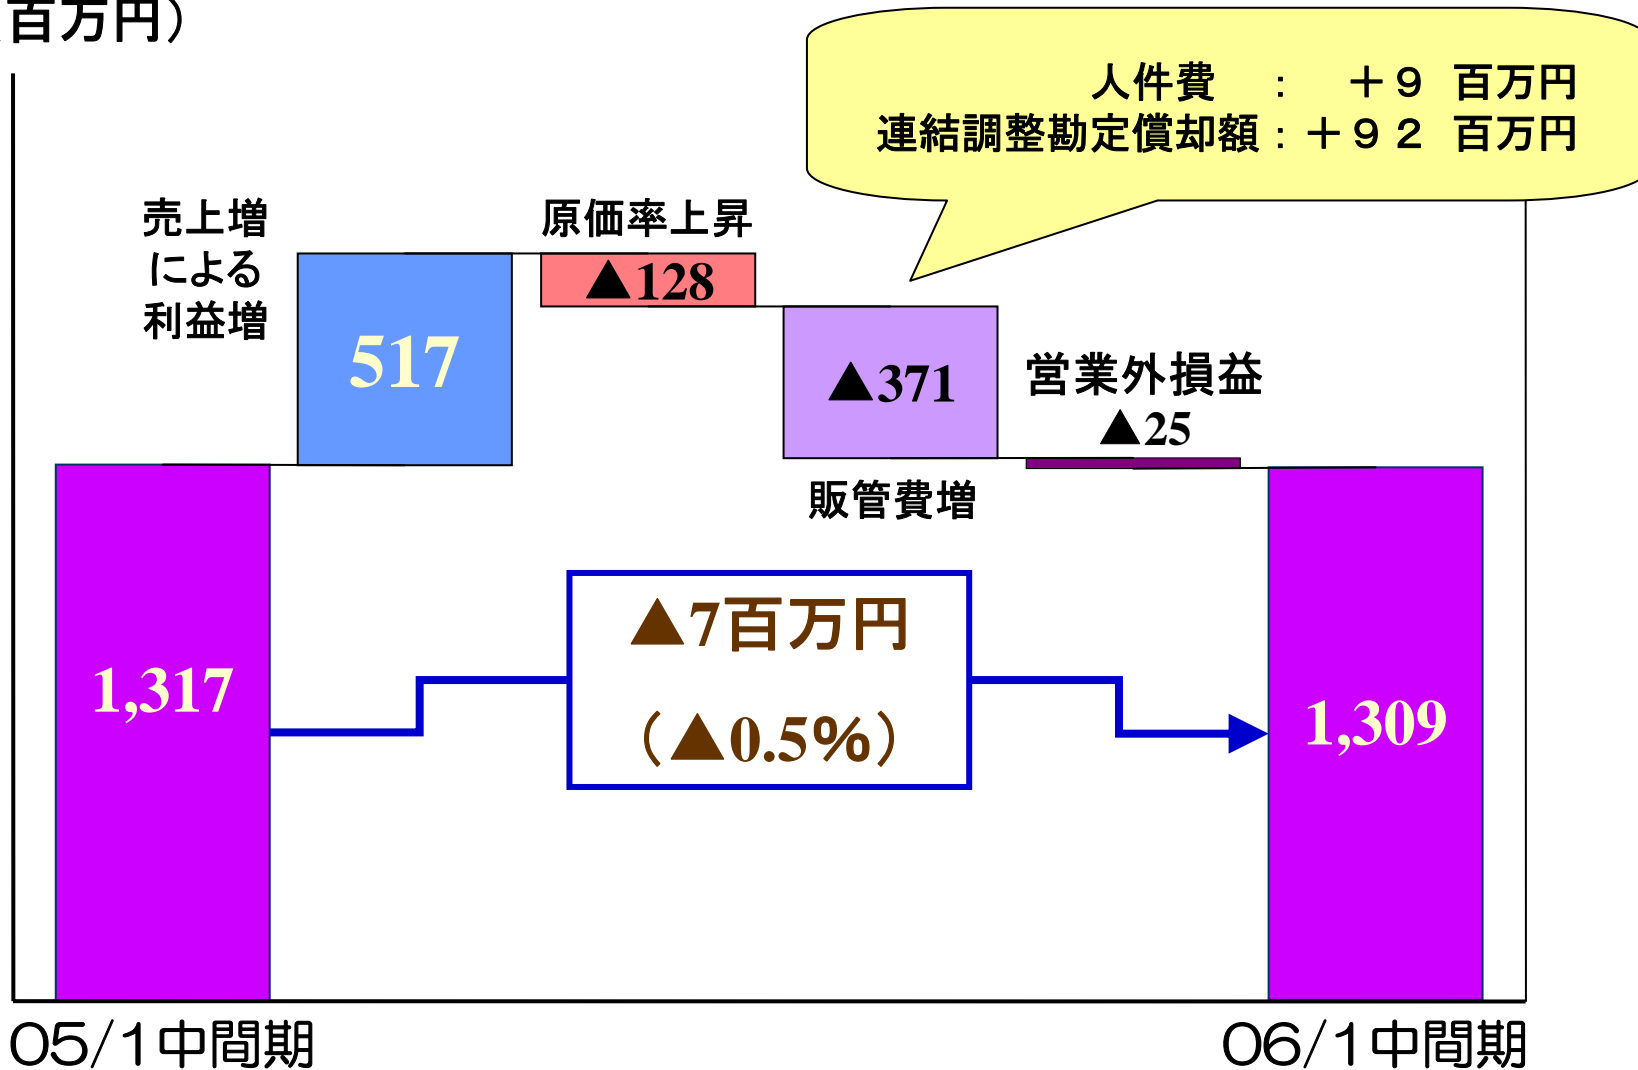 百万円）
人件費　：　＋９ 百万円
連結調整勘定償却額：＋９２ 百万円
売上増
による
利益増
原価率上昇
▲128
517
▲371
営業外損益
▲25
販管費増
▲7百万円
（▲0.5％）
1,317
1,309
05/1中間期
06/1中間期